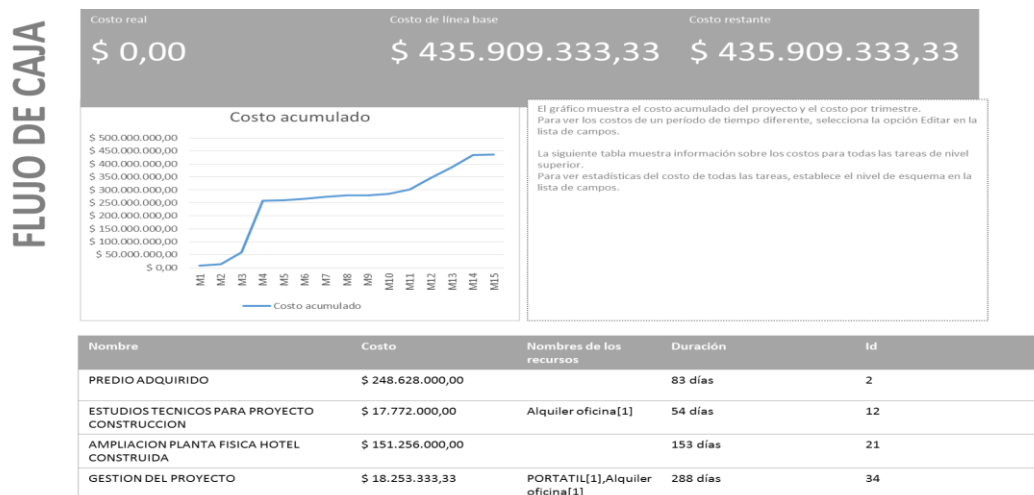 FLUJO DE CAJA
Costo real
Costo de línea base
Costo restante
$ 0,00
$ 435.909.333,33
$ 435.909.333,33
Costo acumulado
$ 500.000.000,00
$ 450.000.000,00
$ 400.000.000,00
$ 350.000.000,00
$ 300.000.000,00
$ 250.000.000,00
$ 200.000.000,00
$ 150.000.000,00
$ 100.000.000,00
$ 50.000.000,00
$ 0,00
M1 M2 M3 M4 M5 M6 M7 M8 M9 M10 M11 M12 M13 M14 M15
Costo acumulado
El gráfico muestra el costo acumulado del proyecto y el costo por trimestre.
Para ver los costos de un período de tiempo diferente, selecciona la opción Editar en la
lista de campos.
La siguiente tabla muestra información sobre los costos para todas las tareas de nivel
superior.
Para ver estadísticas del costo de todas las tareas, establece el nivel de esquema en la
lista de campos.
Nombre Costo Nombres de los Duración Id
recursos
PREDIO ADQUIRIDO $ 248.628.000,00 83 días 2
ESTUDIOS TECNICOS PARA PROYECTO $ 17.772.000,00 Alquiler oficina[1] 54 días 12
CONSTRUCCION
AMPLIACION PLANTA FISICA HOTEL $ 151.256.000,00 153 días 21
CONSTRUIDA
GESTION DEL PROYECTO $ 18.253.333,33 PORTATIL[1],Alquiler 288 días 34
oficina[1]